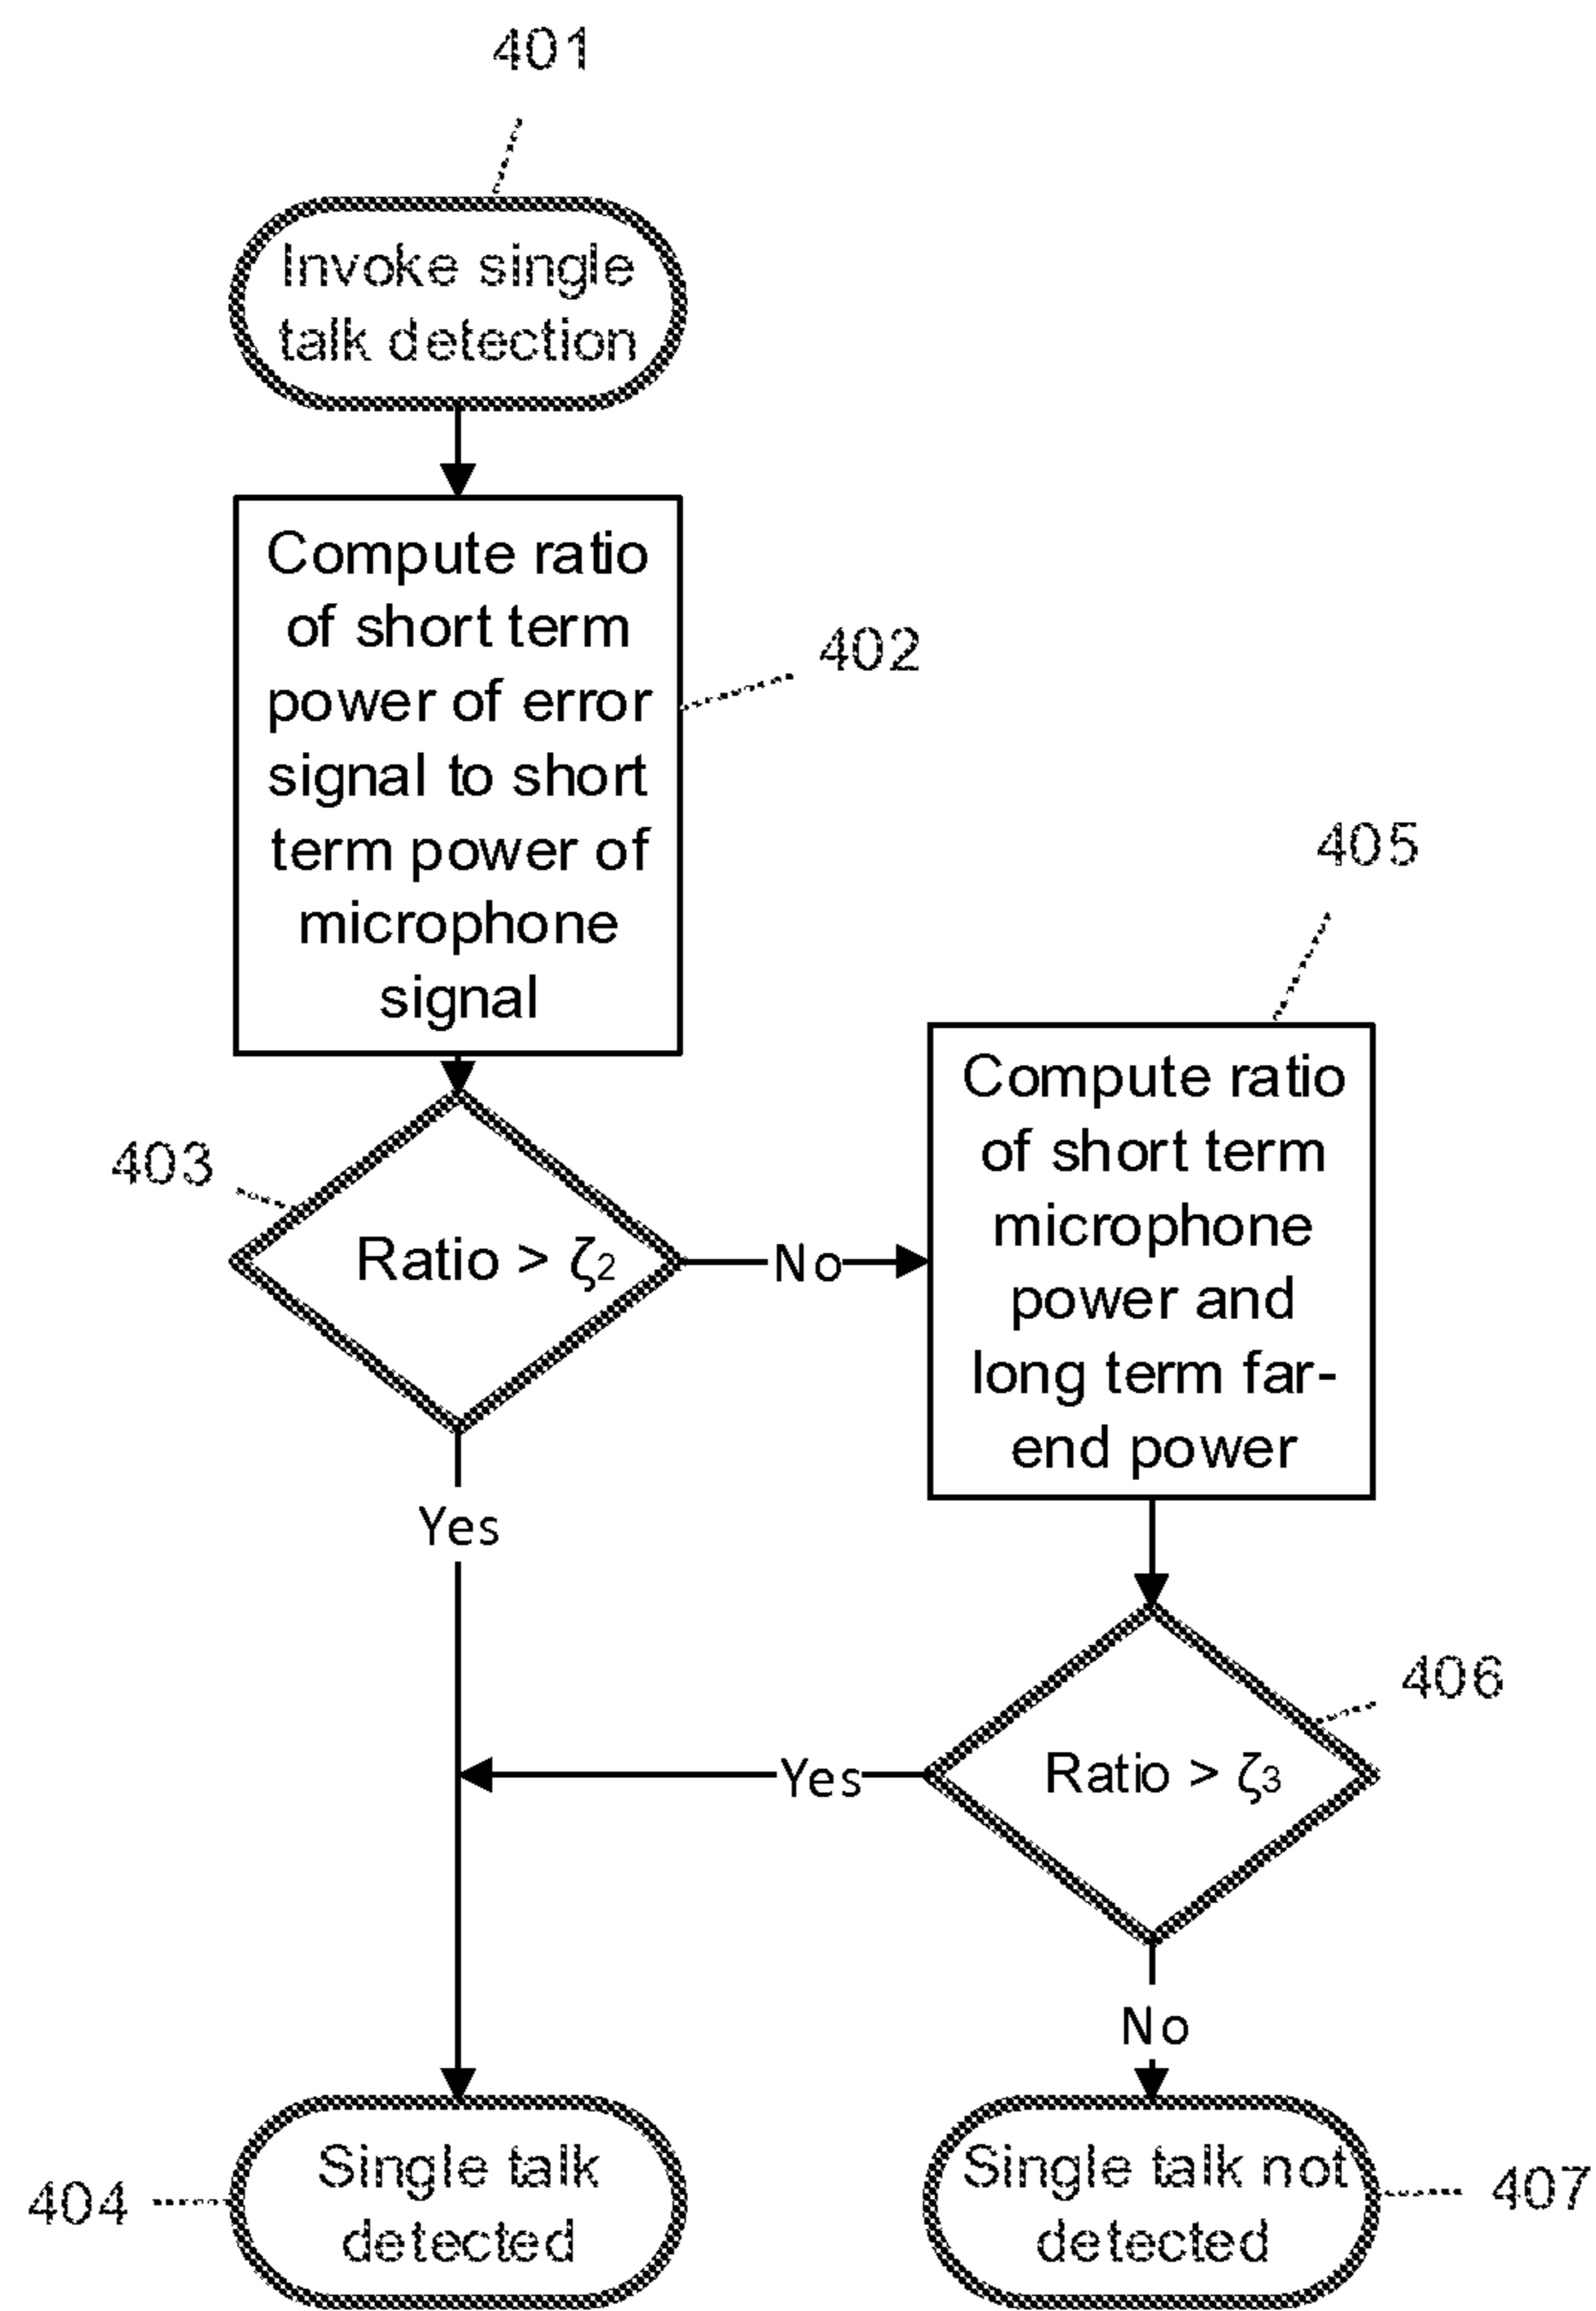 401
Invoke single
talk detection
Compute ratio
of short term
power of error
signal to short
term power of
microphone
signal
402
403
Ratio > ζ2
No
Yes
405
Compute ratio
of short term
microphone
power and
long term far-
end power
406
Ratio > ζ3
Yes
No
404
Single talk
detected
Single talk not
detected
407